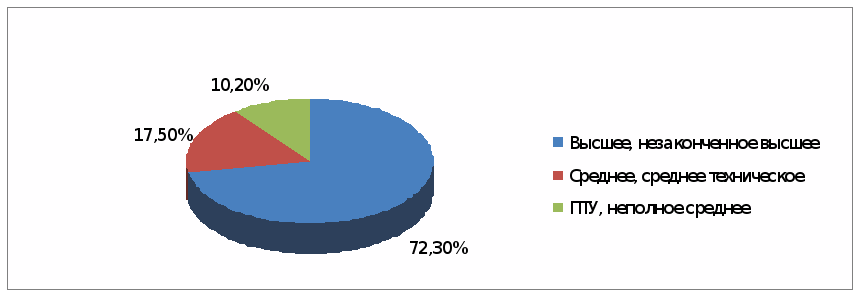 10,20%
17,50%
72,30%
Высшее, незаконченное высшее
Среднее, среднее техническое
ПТУ, неполное среднее